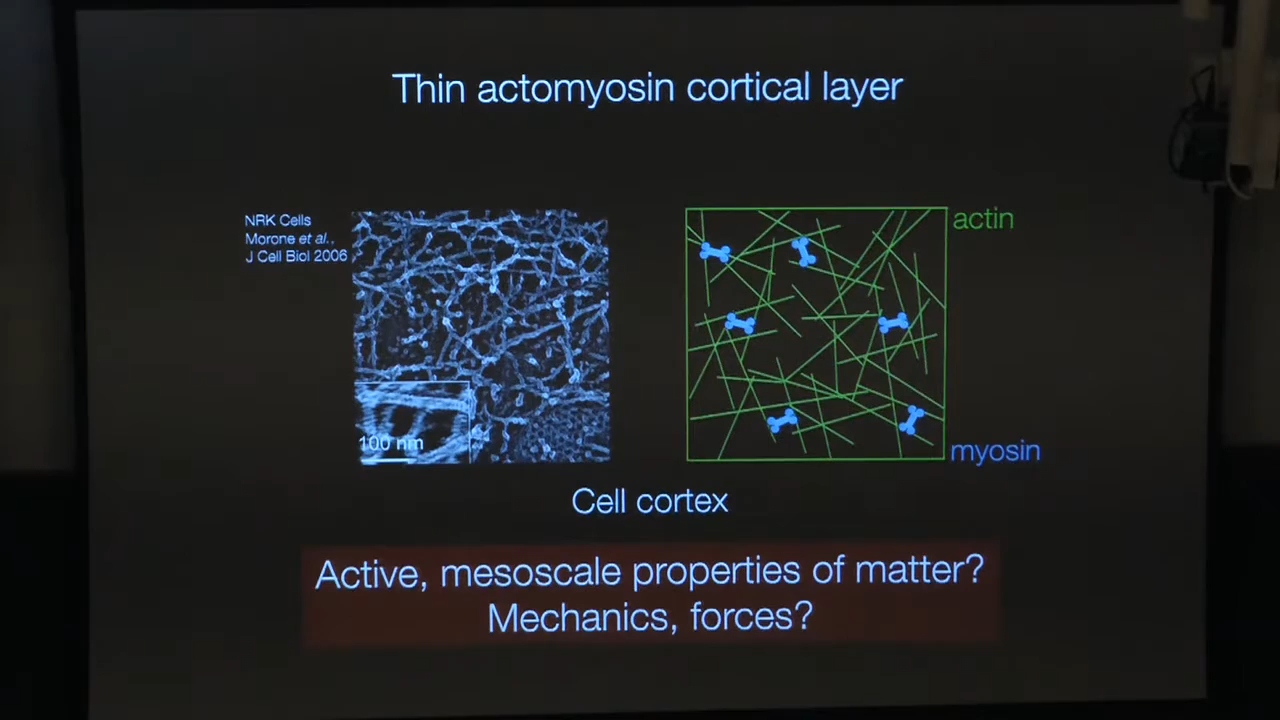 Thin actomyosin cortical layer
NRK Cells
Morone et al.,
J Cell Biol 2006
100 nm
actin
myosin
Cell cortex
Active, mesoscale properties of matter?
Mechanics, forces?